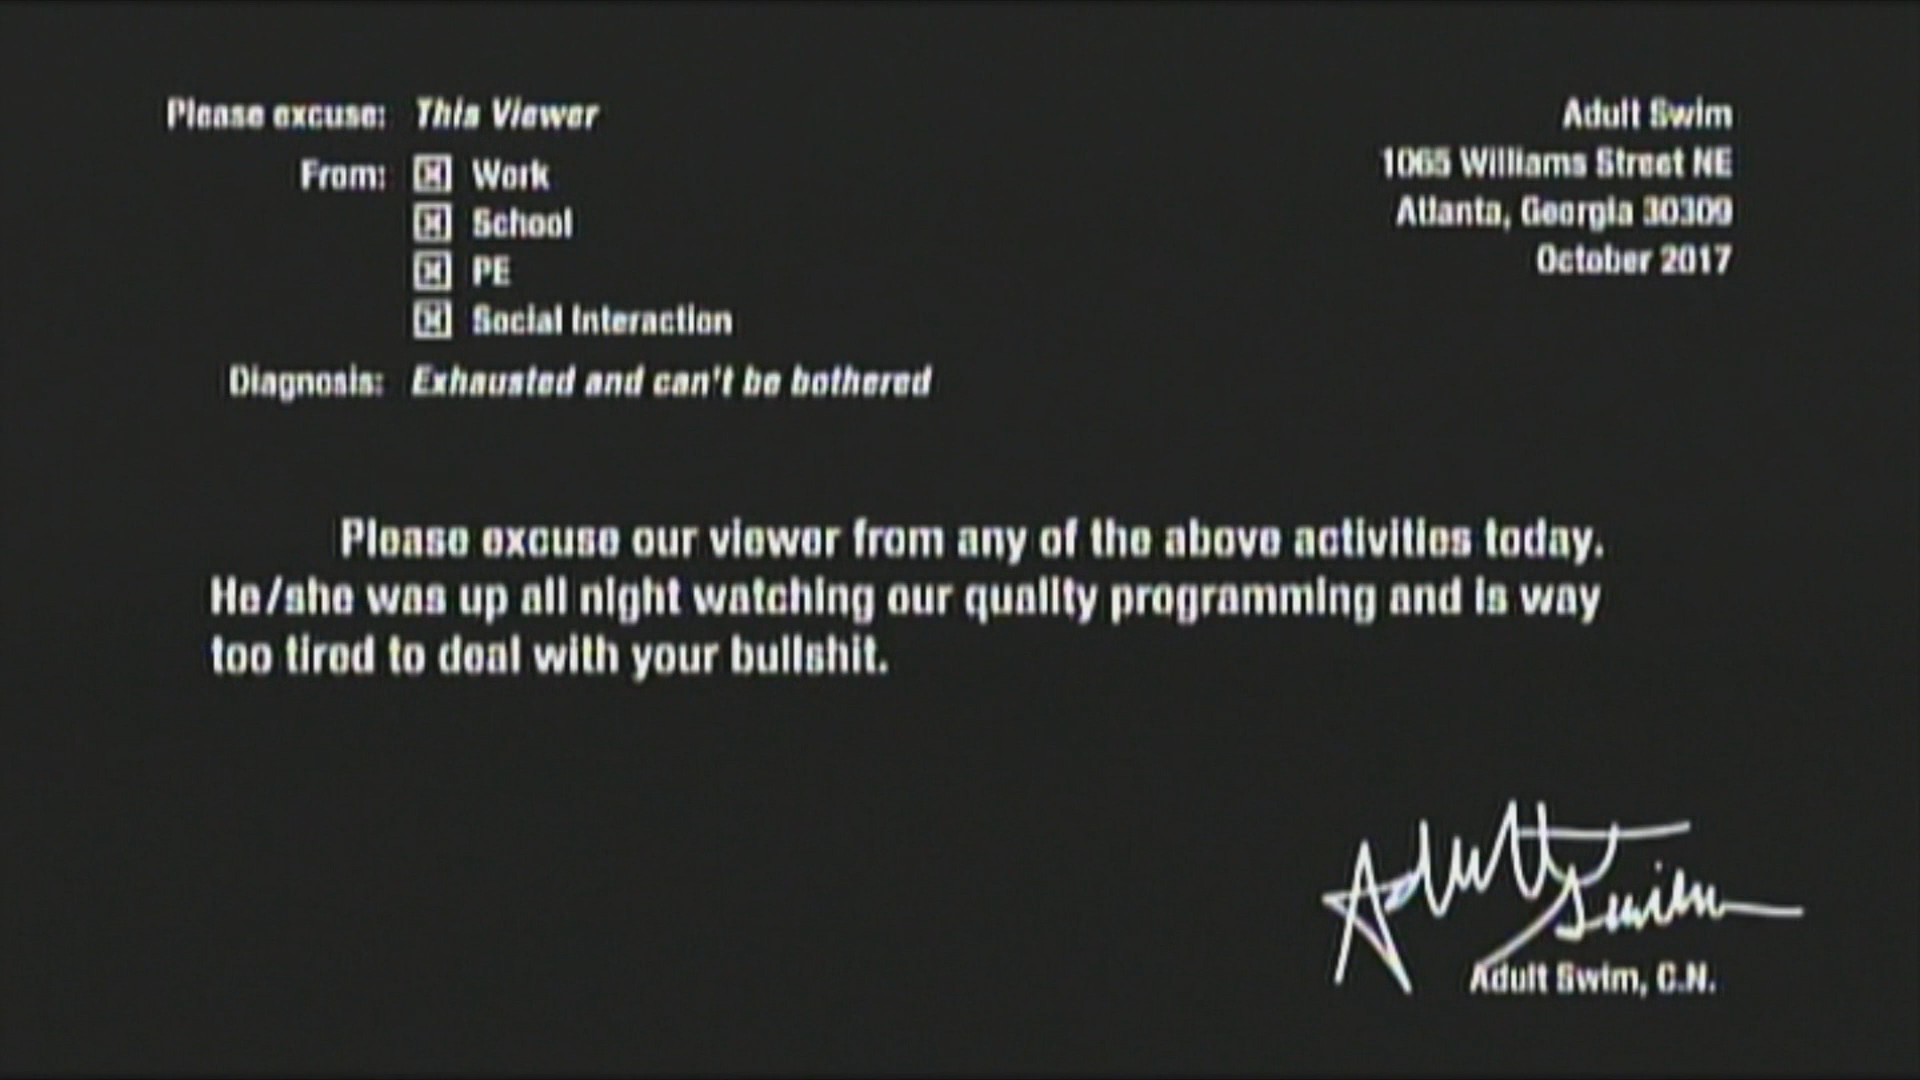 Please excuse: This Viewer
From: ☒ Work
☒ School
☒ PE
☒ Social Interaction
Diagnosis: Exhausted and can't be bothered
Adult Swim
1065 Williams Street NE
Atlanta, Georgia 30309
October 2017
Please excuse our viewer from any of the above activities today.
He/she was up all night watching our quality programming and is way
too tired to deal with your bullshit.
Adult Swim
Adult Swim, C.N.